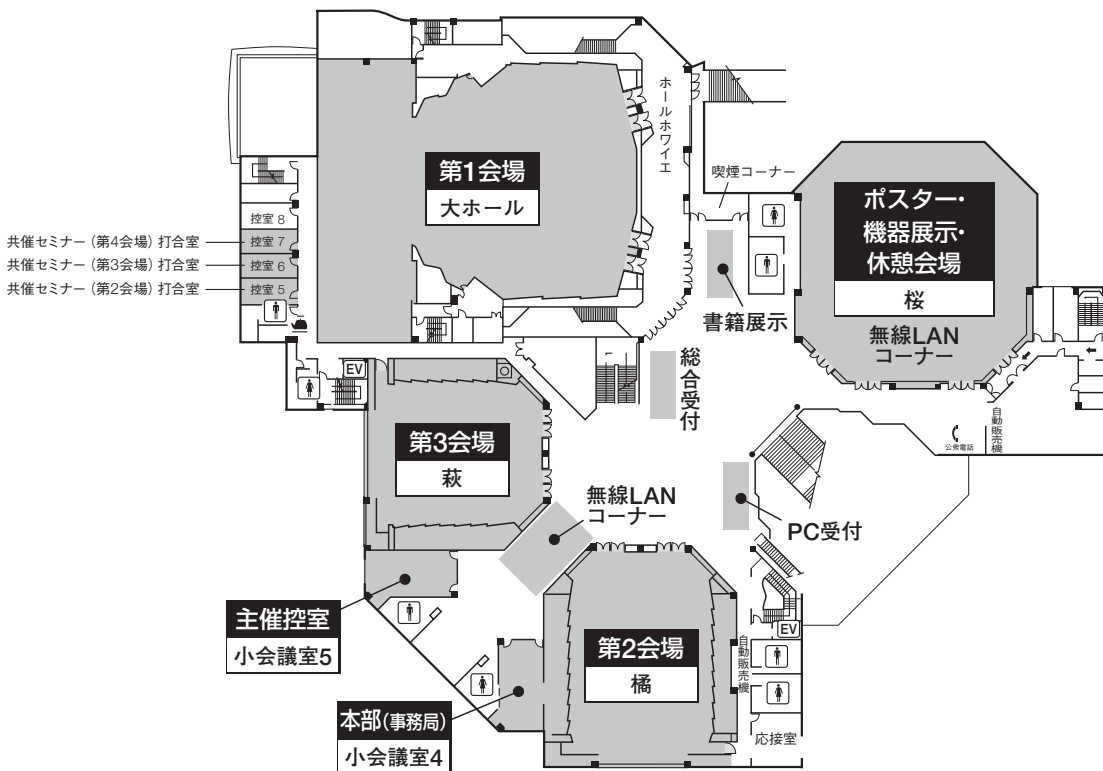 ホールホワイエ
第1会場
大ホール
喫煙コーナー
ポスター・
機器展示・
休憩会場
桜
無線LAN
コーナー
控室 8
共催セミナー（第4会場）打合室
控室 7
共催セミナー（第3会場）打合室
控室 6
共催セミナー（第2会場）打合室
控室 5
書籍展示
総合受付
EV
第3会場
萩
自動販売機
公衆電話
無線LAN
コーナー
PC受付
主催控室
小会議室5
第2会場
橘
EV
自動販売機
本部（事務局）
小会議室4
応接室